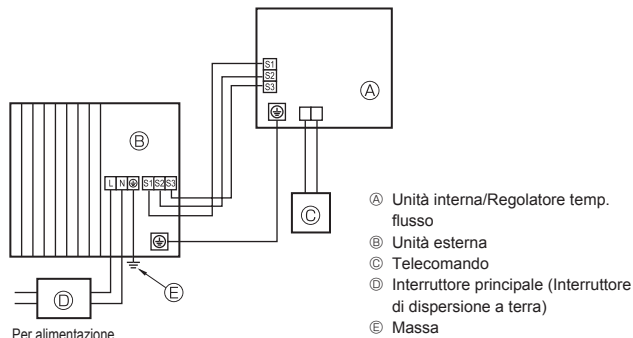 S1
S2
S3
Ⓐ
Ⓑ
L N S1 S2 S3
Ⓒ
Ⓓ
Ⓔ
Per alimentazione
Ⓐ Unità interna/Regolatore temp.
flusso
Ⓑ Unità esterna
Ⓒ Telecomando
Ⓓ Interruttore principale (Interruttore
di dispersione a terra)
Ⓔ Massa